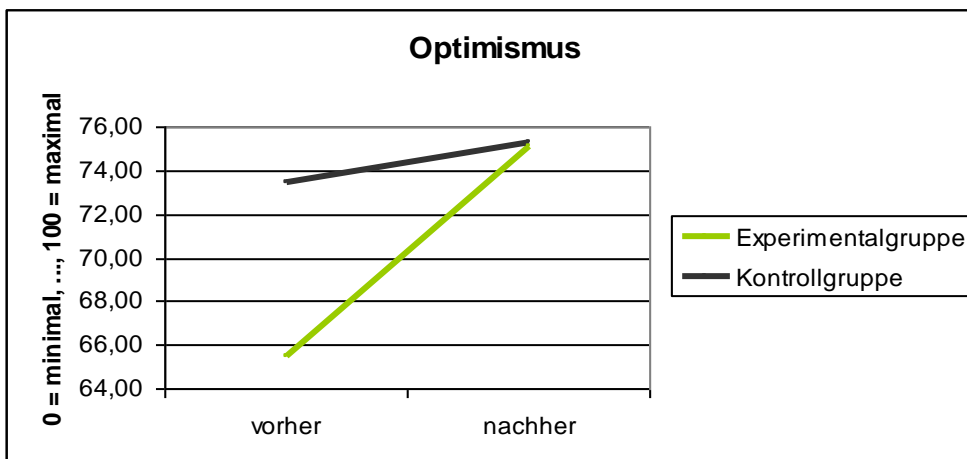 Optimismus
0 = minimal, ..., 100 = maximal
76,00
74,00
72,00
70,00
68,00
66,00
64,00
vorher
nachher
Experimentalgruppe
Kontrollgruppe